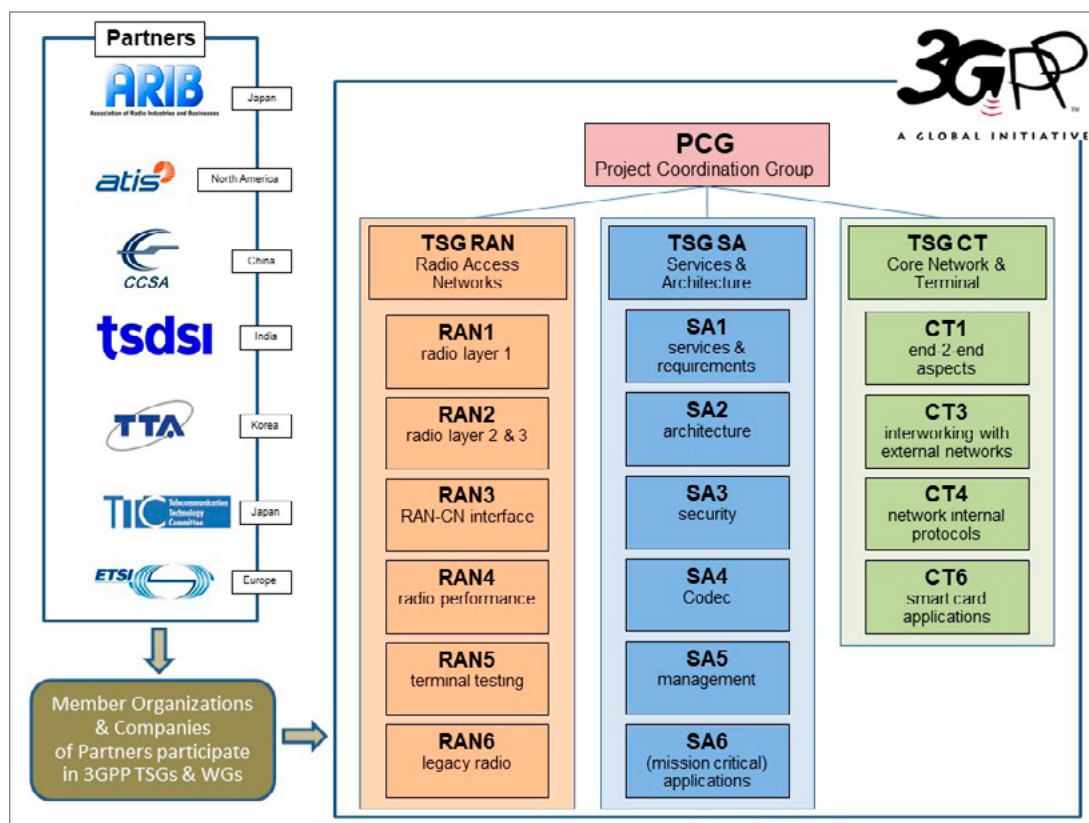 Partners
ARIB
Association of Radio Industries and Businesses
Japan
atis
North America
CCSA
China
tsdsi
India
TTA
Korea
TTC
Telecommunication
Technology
Committee
Japan
ETSI
Europe
Member Organizations
& Companies
of Partners participate
in 3GPP TSGs & WGs
3GPP
TM
A GLOBAL INITIATIVE
PCG
Project Coordination Group
TSG RAN
Radio Access
Networks
RAN1
radio layer 1
RAN2
radio layer 2 & 3
RAN3
RAN-CN interface
RAN4
radio performance
RAN5
terminal testing
RAN6
legacy radio
TSG SA
Services &
Architecture
SA1
services &
requirements
SA2
architecture
SA3
security
SA4
Codec
SA5
management
SA6
(mission critical)
applications
TSG CT
Core Network &
Terminal
CT1
end-2-end
aspects
CT3
interworking with
external networks
CT4
network internal
protocols
CT6
smart card
applications